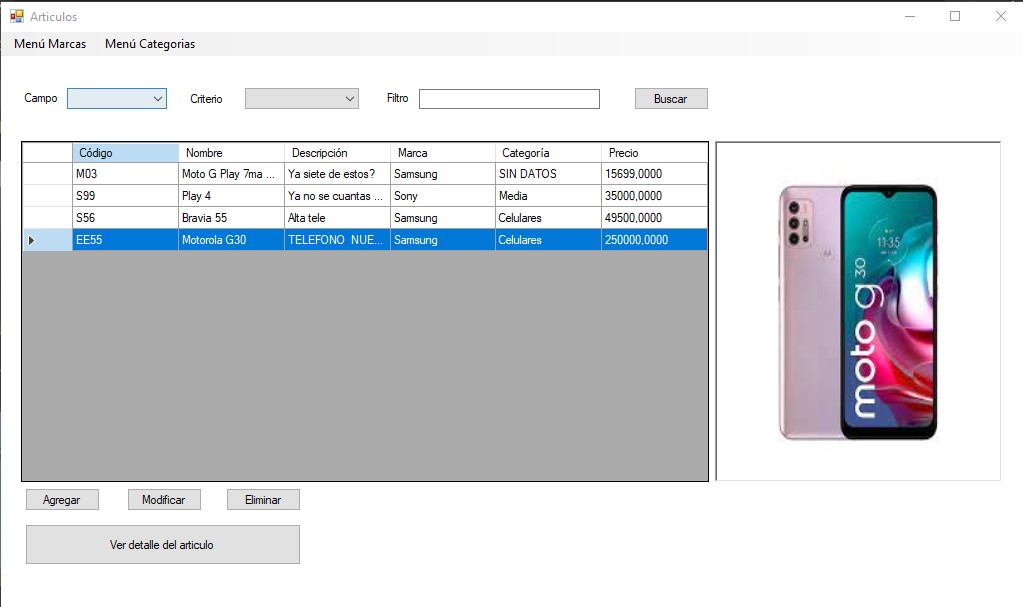 Articulos
Menú Marcas Menú Categorias
Campo Criterio Filtro Buscar
Código Nombre Descripción Marca Categoría Precio
M03 Moto G Play 7ma ... Ya siete de estos? Samsung SIN DATOS 15699,0000
S99 Play 4 Ya no se cuantas ... Sony Media 35000,0000
S56 Bravia 55 Alta tele Samsung Celulares 49500,0000
EE55 Motorola G30 TELEFONO NUE... Samsung Celulares 250000,0000
11:35
moto g30
Agregar Modificar Eliminar
Ver detalle del articulo